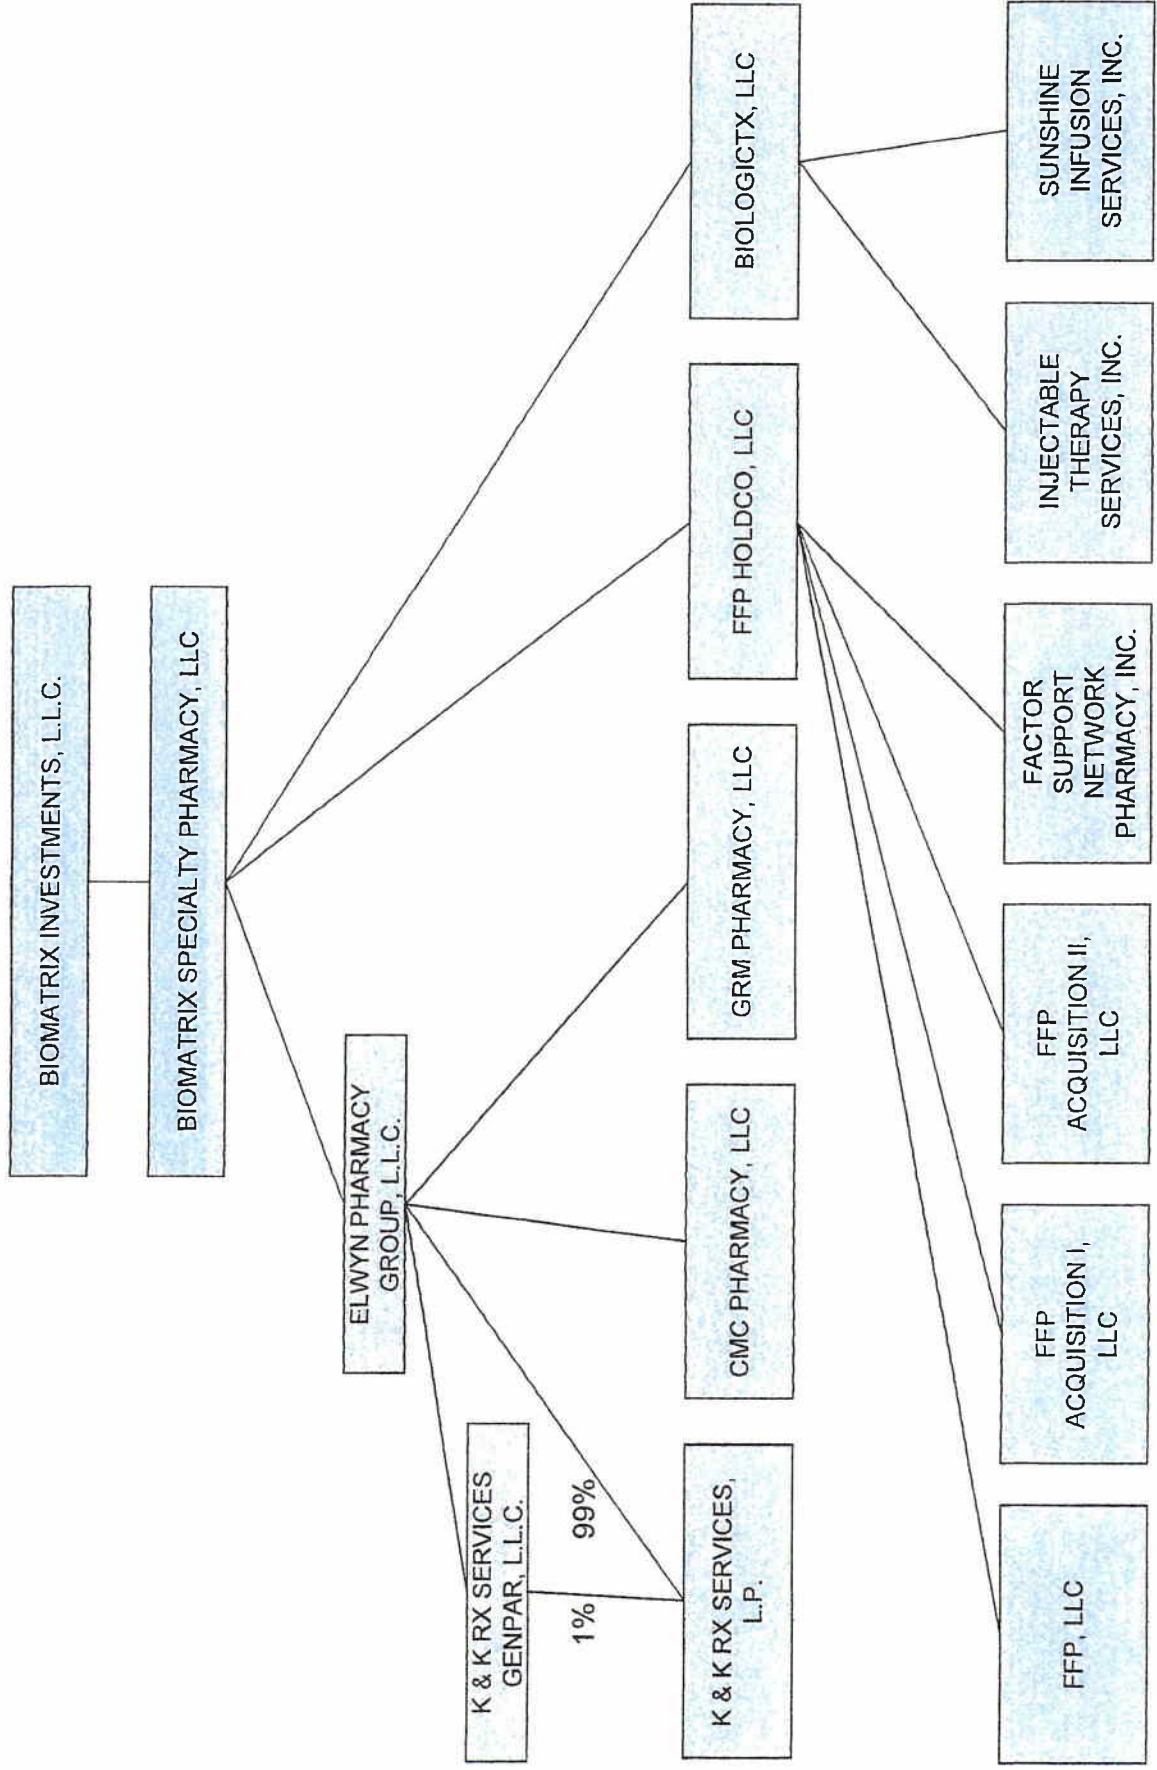 BIOMATRIX INVESTMENTS, L.L.C.
BIOMATRIX SPECIALTY PHARMACY, LLC
ELWYN PHARMACY
GROUP, L.L.C.
K & K RX SERVICES
GENPAR, L.L.C.
1%
99%
K & K RX SERVICES,
L.P.
CMC PHARMACY, LLC
GRM PHARMACY, LLC
FFP HOLDCO, LLC
BIOLOGICTX, LLC
FFP, LLC
FFP
ACQUISITION I,
LLC
FFP
ACQUISITION II,
LLC
FACTOR
SUPPORT
NETWORK
PHARMACY, INC.
INJECTABLE
THERAPY
SERVICES, INC.
SUNSHINE
INFUSION
SERVICES, INC.